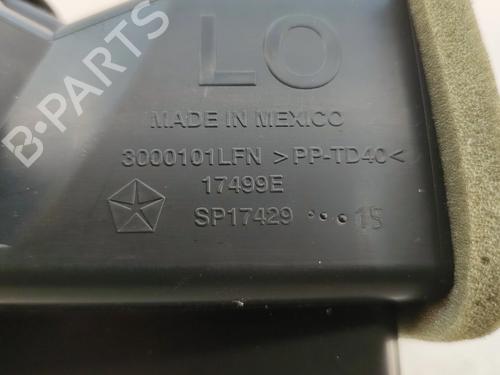 LO
MADE IN MEXICO
3000101LFN >PP-TD40<
17499E
SP17429 15
B-PARTS